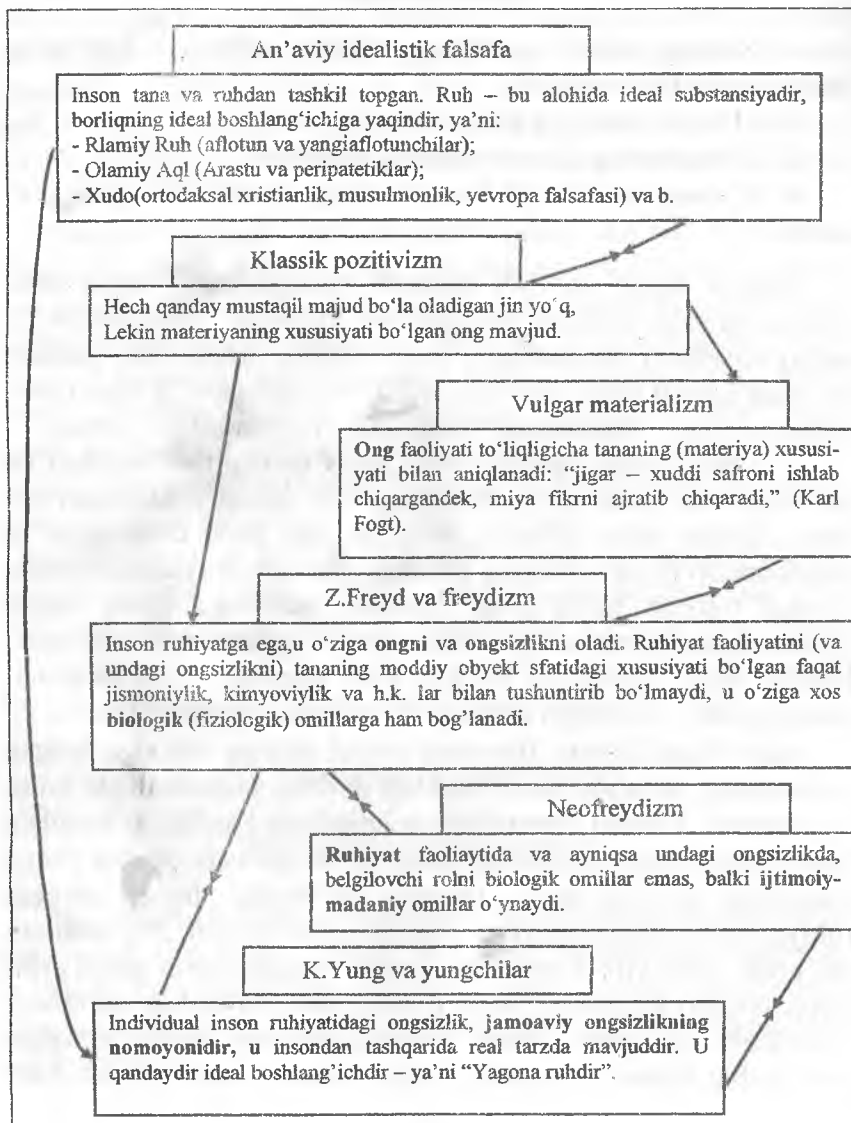 An'aviy idealistik falsafa
Inson tana va ruhdan tashkil topgan. Ruh – bu alohida ideal substansiyadir,
borliqning ideal boshlang‘ichiga yaqindir, ya'ni:
- Rlamiy Ruh (aflotun va yangiaflotunchilar);
- Olamiy Aql (Arastu va peripatetiklar);
- Xudo(ortodaksal xristianlik, musulmonlik, yevropa falsafasi) va b.
Klassik pozitivizm
Hech qanday mustaqil majud bo‘la oladigan jin yo‘q,
Lekin materiyaning xususiyati bo‘lgan ong mavjud.
Vulgar materializm
Ong faoliyati to‘liqligicha tananing (materiya) xususi-
yati bilan aniqlanadi: “jigar – xuddi safroni ishlab
chiqargandek, miya fikrni ajratib chiqaradi,” (Karl
Fogt).
Z.Freyd va freydizm
Inson ruhiyatga ega,u o‘ziga ongni va ongsizlikni oladi. Ruhiyat faoliyatini (va
undagi ongsizlikni) tananing moddiy obyekt sfatidagi xususiyati bo‘lgan faqat
jismoniylik, kimyoviylik va h.k. lar bilan tushuntirib bo‘lmaydi, u o‘ziga xos
biologik (fiziologik) omillarga ham bog’lanadi.
Neofreydizm
Ruhiyat faoliaytida va ayniqsa undagi ongsizlikda,
belgilovchi rolni biologik omillar emas, balki ijtimoiy-
madaniy omillar o‘ynaydi.
K.Yung va yungchilar
Individual inson ruhiyatidagi ongsizlik, jamoaviy ongsizlikning
nomoyonidir, u insondan tashqarida real tarzda mavjuddir. U
qandaydir ideal boshlang’ichdir – ya’ni “Yagona ruhdir”.